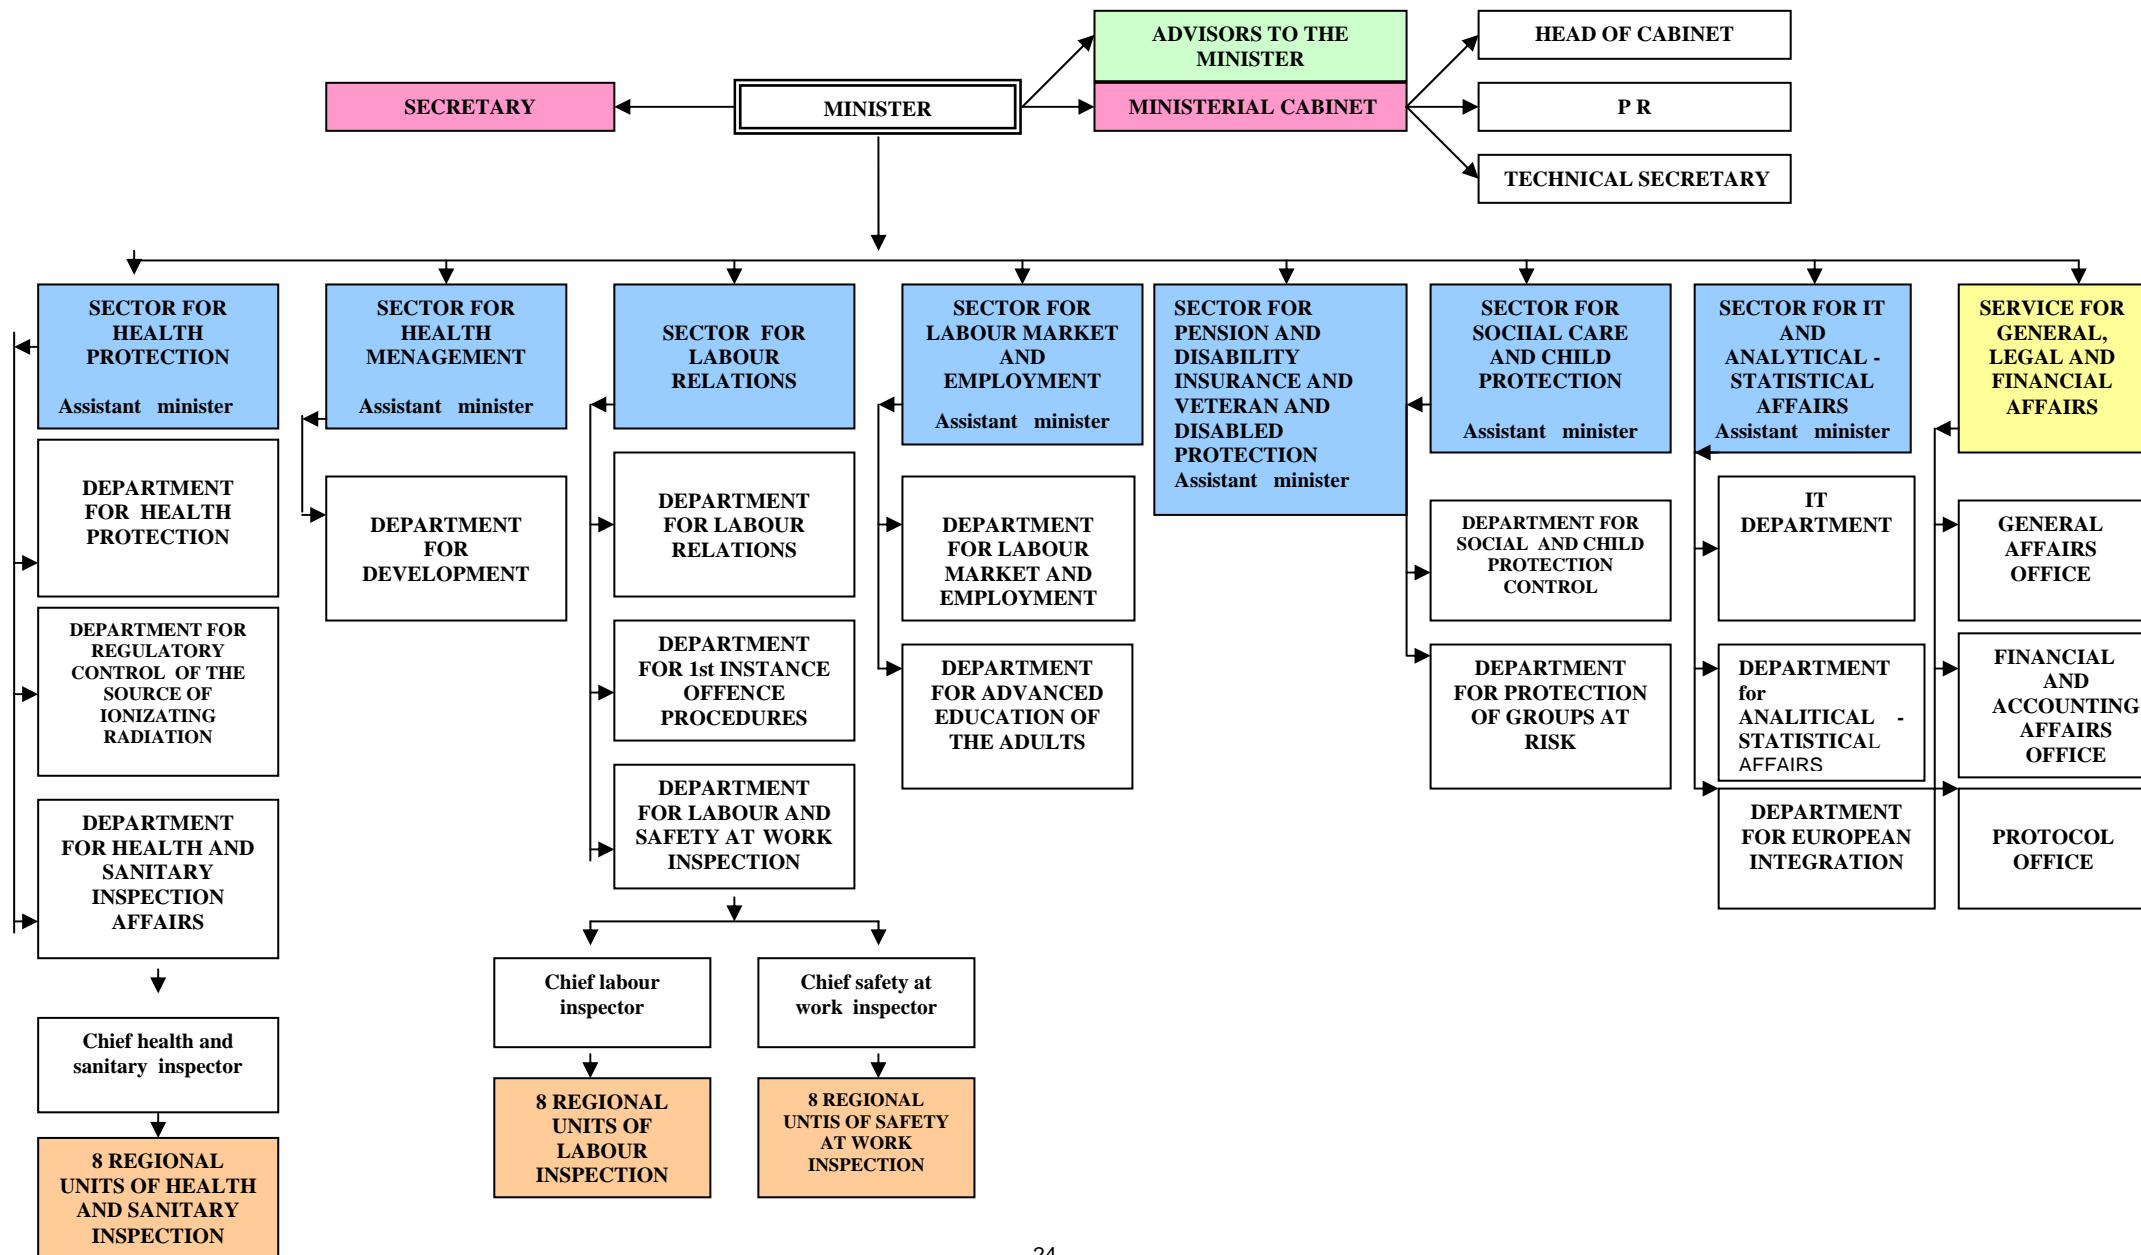 ADVISORS TO THE
MINISTER
HEAD OF CABINET
SECRETARY
MINISTER
MINISTERIAL CABINET
P R
TECHNICAL SECRETARY
SECTOR FOR
HEALTH
PROTECTION
Assistant minister
SECTOR FOR
HEALTH
MENAGEMENT
Assistant minister
SECTOR FOR
LABOUR
RELATIONS
SECTOR FOR
LABOUR MARKET
AND
EMPLOYMENT
Assistant minister
SECTOR FOR
PENSION AND
DISABILITY
INSURANCE AND
VETERAN AND
DISABLED
PROTECTION
Assistant minister
SECTOR FOR
SOCIIAL CARE
AND CHILD
PROTECTION
Assistant minister
SECTOR FOR IT
AND
ANALYTICAL -
STATISTICAL
AFFAIRS
Assistant minister
SERVICE FOR
GENERAL,
LEGAL AND
FINANCIAL
AFFAIRS
DEPARTMENT
FOR HEALTH
PROTECTION
DEPARTMENT
FOR
DEVELOPMENT
DEPARTMENT
FOR LABOUR
RELATIONS
DEPARTMENT
FOR LABOUR
MARKET AND
EMPLOYMENT
DEPARTMENT FOR
SOCIAL AND CHILD
PROTECTION
CONTROL
IT
DEPARTMENT
GENERAL
AFFAIRS
OFFICE
DEPARTMENT FOR
REGULATORY
CONTROL OF THE
SOURCE OF
IONIZATING
RADIATION
DEPARTMENT
FOR 1st INSTANCE
OFFENCE
PROCEDURES
DEPARTMENT
FOR ADVANCED
EDUCATION OF
THE ADULTS
DEPARTMENT
FOR PROTECTION
OF GROUPS AT
RISK
DEPARTMENT
for
ANALITICAL -
STATISTICAL
AFFAIRS
FINANCIAL
AND
ACCOUNTING
AFFAIRS
OFFICE
DEPARTMENT
FOR HEALTH AND
SANITARY
INSPECTION
AFFAIRS
DEPARTMENT
FOR LABOUR AND
SAFETY AT WORK
INSPECTION
DEPARTMENT
FOR EUROPEAN
INTEGRATION
PROTOCOL
OFFICE
Chief health and
sanitary inspector
Chief labour
inspector
Chief safety at
work inspector
8 REGIONAL
UNITS OF HEALTH
AND SANITARY
INSPECTION
8 REGIONAL
UNITS OF
LABOUR
INSPECTION
8 REGIONAL
UNTIS OF SAFETY
AT WORK
INSPECTION
24